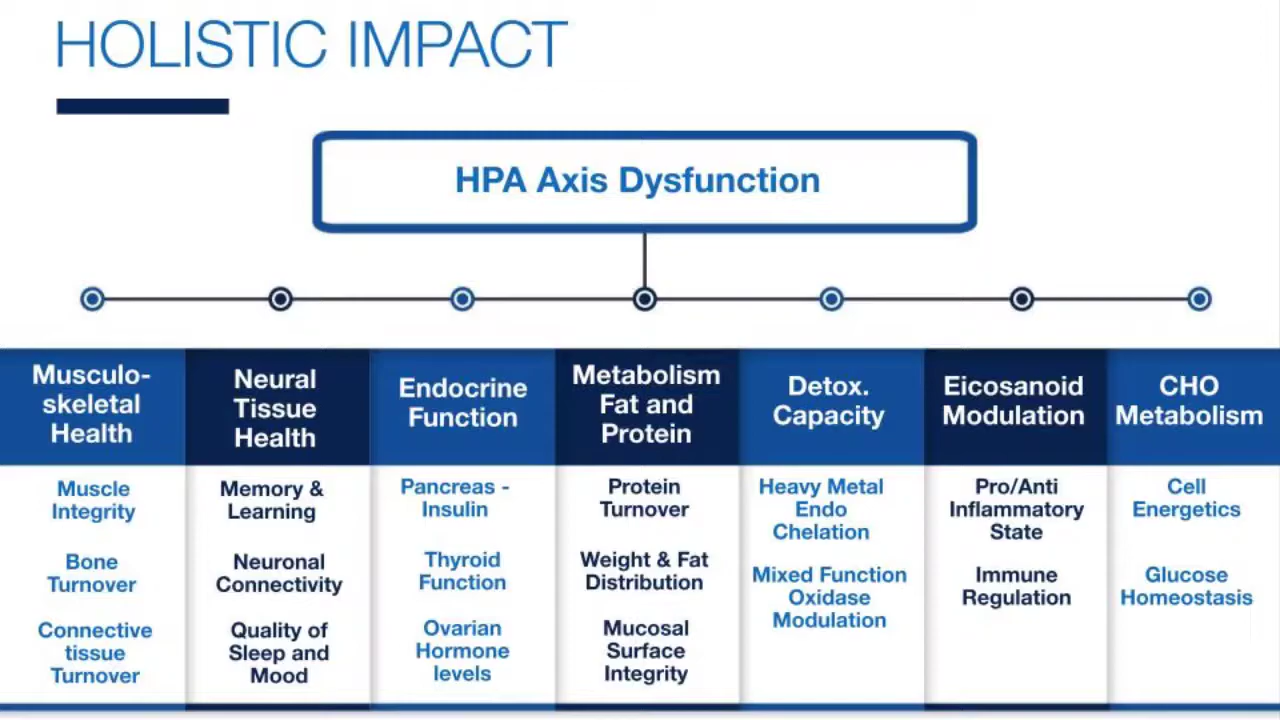 HOLISTIC IMPACT
HPA Axis Dysfunction
Musculo-
skeletal
Health
Muscle
Integrity
Bone
Turnover
Connective
tissue
Turnover
Neural
Tissue
Health
Memory &
Learning
Neuronal
Connectivity
Quality of
Sleep and
Mood
Endocrine
Function
Pancreas -
Insulin
Thyroid
Function
Ovarian
Hormone
levels
Metabolism
Fat and
Protein
Protein
Turnover
Weight & Fat
Distribution
Mucosal
Surface
Integrity
Detox.
Capacity
Heavy Metal
Endo
Chelation
Mixed Function
Oxidase
Modulation
Eicosanoid
Modulation
Pro/Anti
Inflammatory
State
Immune
Regulation
CHO
Metabolism
Cell
Energetics
Glucose
Homeostasis